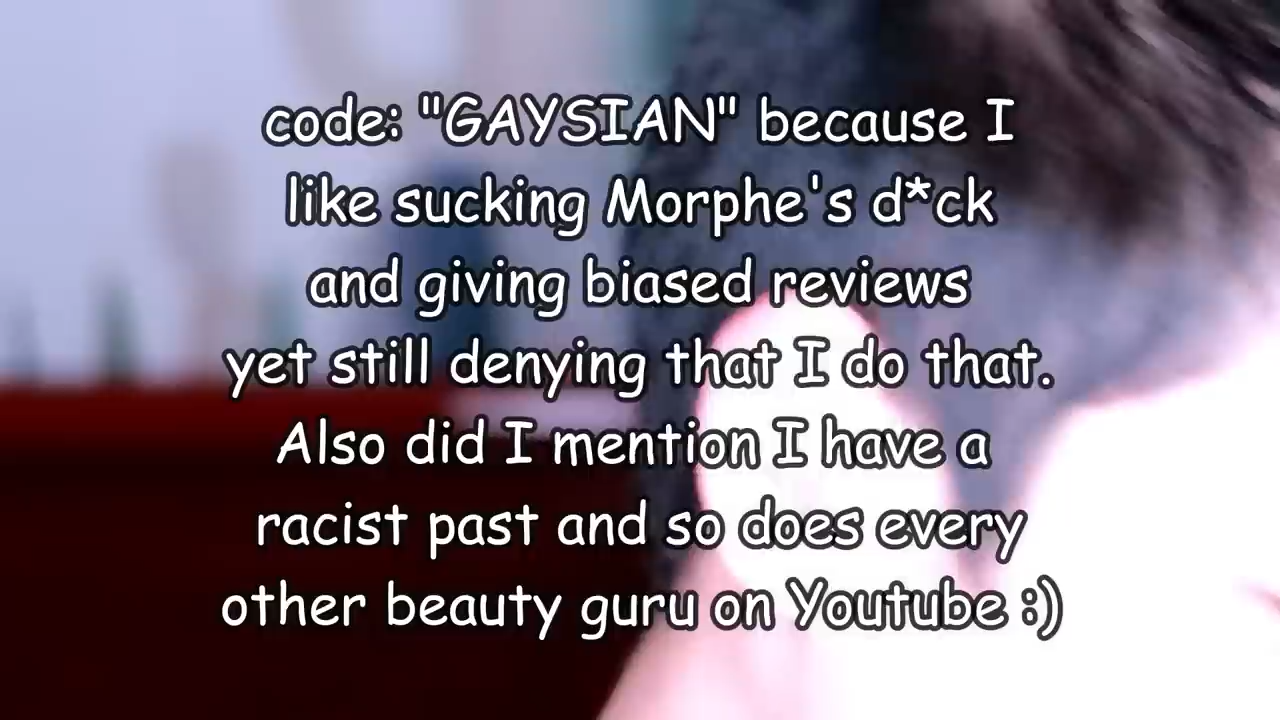 code: "GAYSIAN" because I
like sucking Morphe's d*ck
and giving biased reviews
yet still denying that I do that.
Also did I mention I have a
racist past and so does every
other beauty guru on Youtube :)